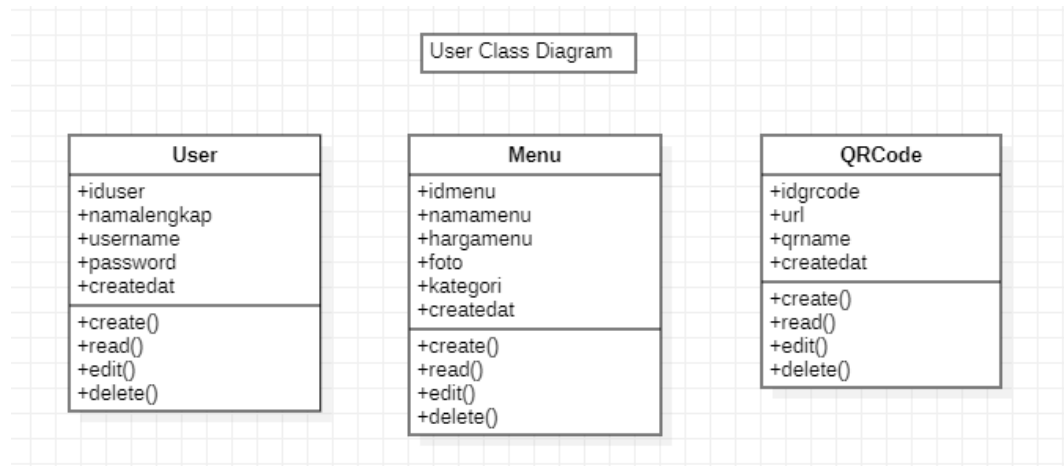 User Class Diagram
User
+iduser
+namalengkap
+username
+password
+createdat
+create()
+read()
+edit()
+delete()
Menu
+idmenu
+namamenu
+hargamenu
+foto
+kategori
+createdat
+create()
+read()
+edit()
+delete()
QRCode
+idgrcode
+url
+qrname
+createdat
+create()
+read()
+edit()
+delete()